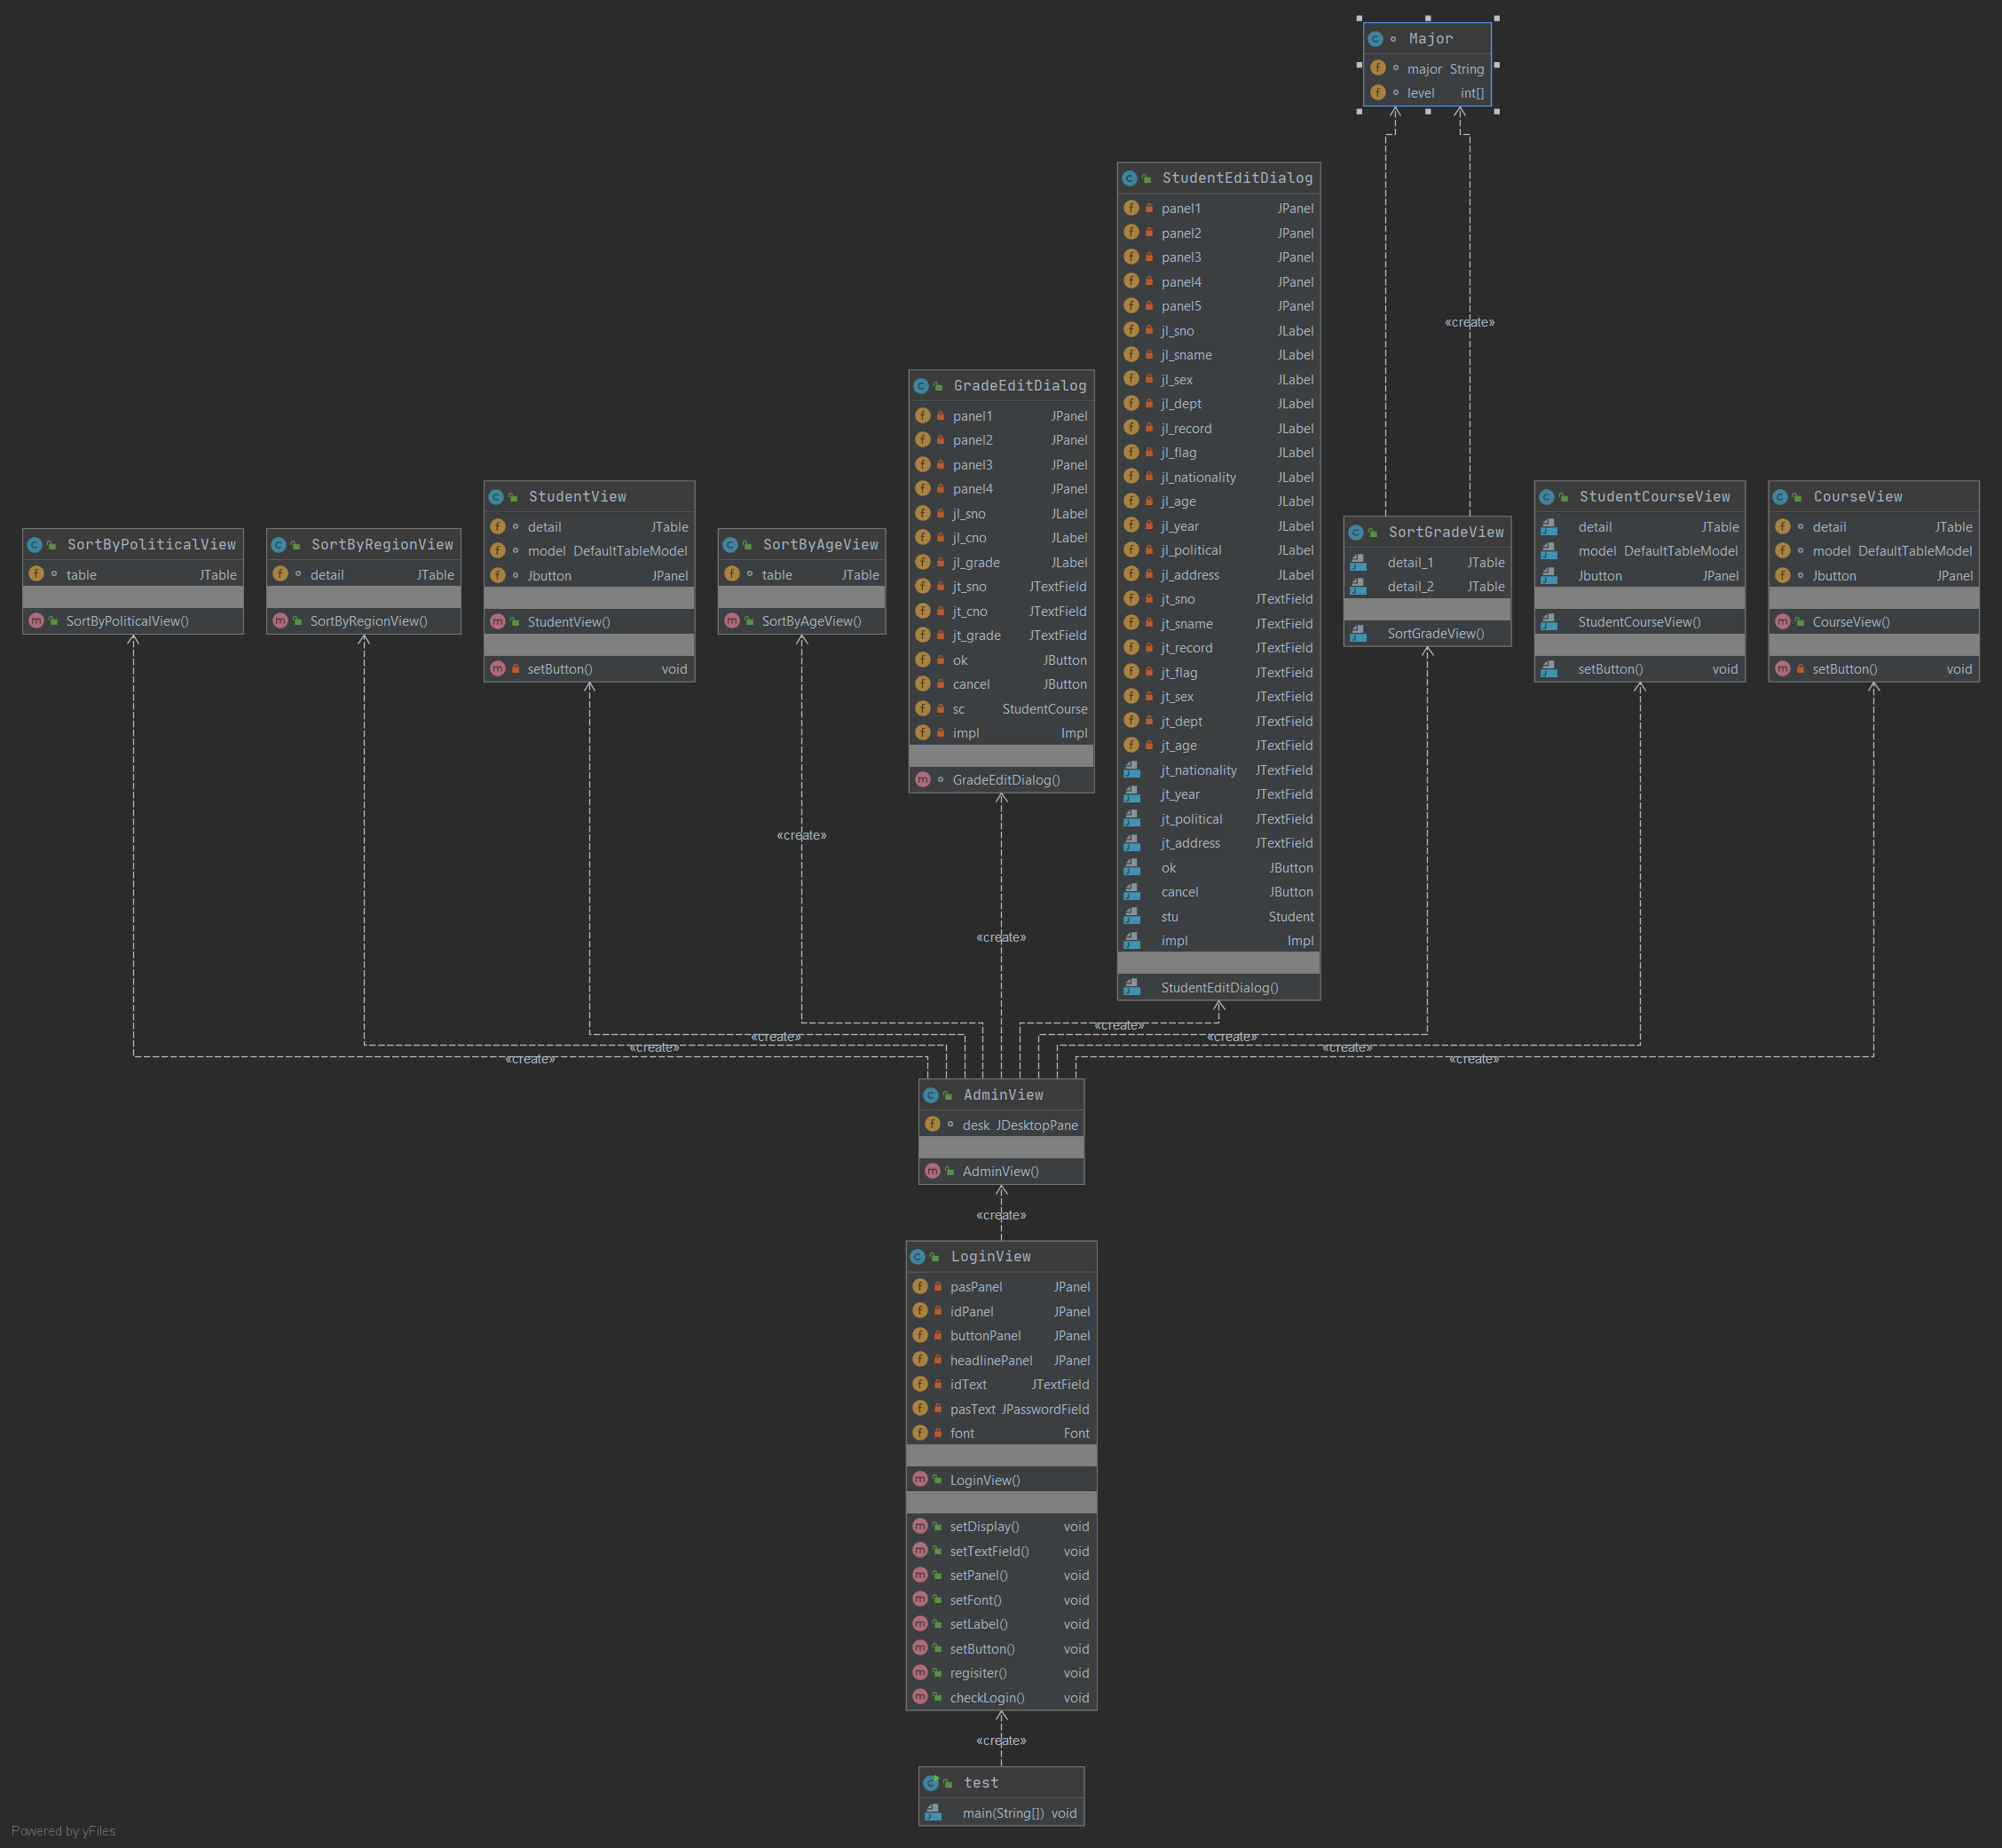 Major
major String
level int[]
StudentEditDialog
panel1 JPanel
panel2 JPanel
panel3 JPanel
panel4 JPanel
panel5 JPanel
jl_sno JLabel
jl_sname JLabel
jl_sex JLabel
jl_dept JLabel
jl_record JLabel
jl_flag JLabel
jl_nationality JLabel
jl_age JLabel
jl_year JLabel
jl_political JLabel
jl_address JLabel
jt_sno JTextField
jt_sname JTextField
jt_record JTextField
jt_flag JTextField
jt_sex JTextField
jt_dept JTextField
jt_age JTextField
jt_nationality JTextField
jt_year JTextField
jt_political JTextField
jt_address JTextField
ok JButton
cancel JButton
stu Student
impl Impl
StudentEditDialog()
«create»
GradeEditDialog
panel1 JPanel
panel2 JPanel
panel3 JPanel
panel4 JPanel
jl_sno JLabel
jl_cno JLabel
jl_grade JLabel
jt_sno JTextField
jt_cno JTextField
jt_grade JTextField
ok JButton
cancel JButton
sc StudentCourse
impl Impl
GradeEditDialog()
SortByPoliticalView
table JTable
SortByPoliticalView()
SortByRegionView
detail JTable
SortByRegionView()
StudentView
detail JTable
model DefaultTableModel
Jbutton JPanel
StudentView()
setButton() void
SortByAgeView
table JTable
SortByAgeView()
SortGradeView
detail_1 JTable
detail_2 JTable
SortGradeView()
StudentCourseView
detail JTable
model DefaultTableModel
Jbutton JPanel
StudentCourseView()
setButton() void
CourseView
detail JTable
model DefaultTableModel
Jbutton JPanel
CourseView()
setButton() void
«create»
«create»
«create»
«create»
«create»
«create»
«create»
«create»
«create»
AdminView
desk JDesktopPane
AdminView()
«create»
LoginView
pasPanel JPanel
idPanel JPanel
buttonPanel JPanel
headlinePanel JPanel
idText JTextField
pasText JPasswordField
font Font
LoginView()
setDisplay() void
setTextField() void
setPanel() void
setFont() void
setLabel() void
setButton() void
regisiter() void
checkLogin() void
«create»
test
main(String[]) void
Powered by yFiles